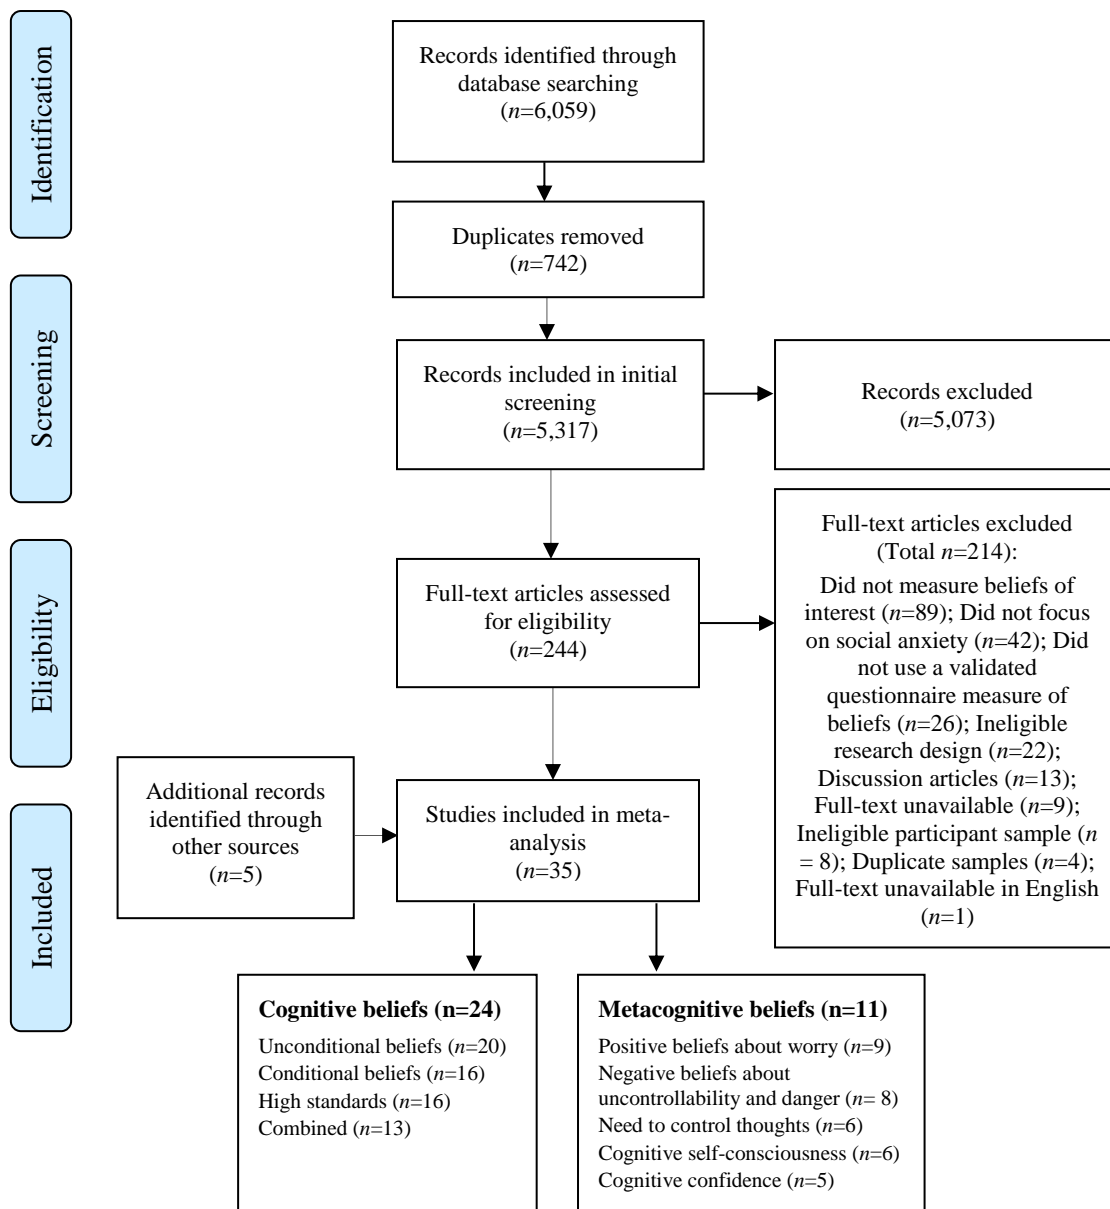 Identification
Records identified through
database searching
(n=6,059)
Duplicates removed
(n=742)
Screening
Records included in initial
screening
(n=5,317)
Records excluded
(n=5,073)
Eligibility
Full-text articles assessed
for eligibility
(n=244)
Full-text articles excluded
(Total n=214):
Did not measure beliefs of
interest (n=89); Did not focus
on social anxiety (n=42); Did
not use a validated
questionnaire measure of
beliefs (n=26); Ineligible
research design (n=22);
Discussion articles (n=13);
Full-text unavailable (n=9);
Ineligible participant sample (n
= 8); Duplicate samples (n=4);
Full-text unavailable in English
(n=1)
Included
Additional records
identified through
other sources
(n=5)
Studies included in meta-
analysis
(n=35)
Cognitive beliefs (n=24)
Unconditional beliefs (n=20)
Conditional beliefs (n=16)
High standards (n=16)
Combined (n=13)
Metacognitive beliefs (n=11)
Positive beliefs about worry (n=9)
Negative beliefs about
uncontrollability and danger (n= 8)
Need to control thoughts (n=6)
Cognitive self-consciousness (n=6)
Cognitive confidence (n=5)